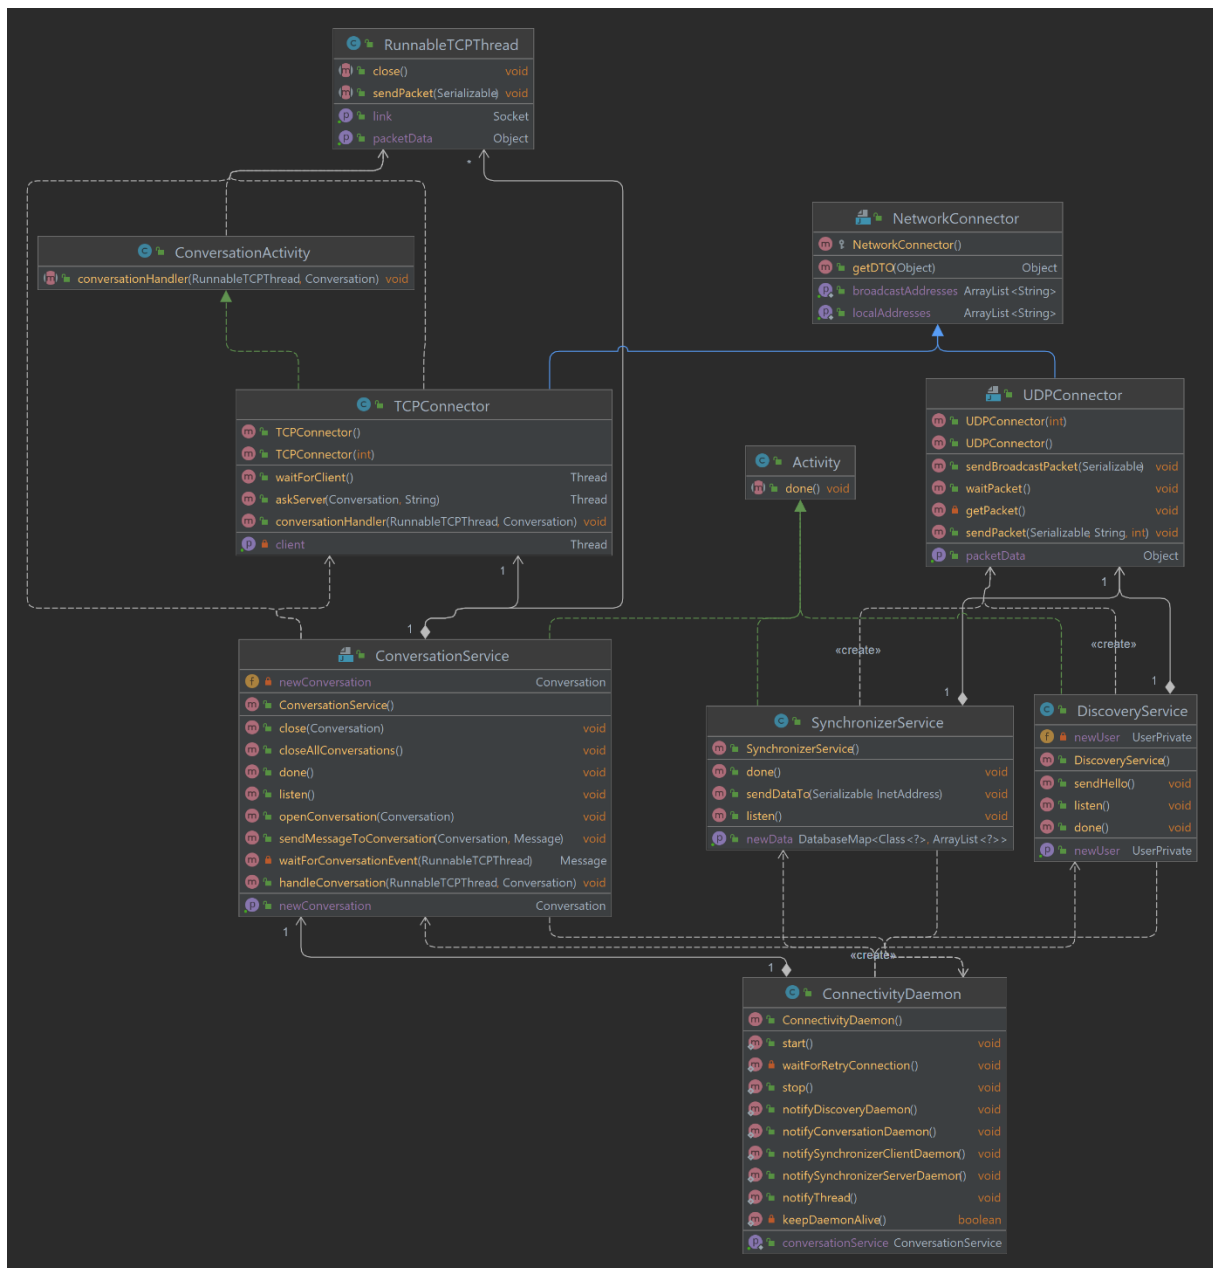 RunnableTCPThread
close() void
sendPacket(Serializable) void
link Socket
packetData Object
*
NetworkConnector
NetworkConnector()
getDTO(Object) Object
broadcastAddresses ArrayList<String>
localAddresses ArrayList<String>
ConversationActivity
conversationHandler(RunnableTCPThread, Conversation) void
TCPConnector
TCPConnector()
TCPConnector(int)
waitForClient() Thread
askServer(Conversation, String) Thread
conversationHandler(RunnableTCPThread, Conversation) void
client Thread
UDPConnector
UDPConnector(int)
UDPConnector()
sendBroadcastPacket(Serializable) void
waitPacket() void
getPacket() void
sendPacket(Serializable, String, int) void
packetData Object
Activity
done() void
1
1
1
«create»
«create»
1
1
ConversationService
newConversation Conversation
ConversationService()
close(Conversation) void
closeAllConversations() void
done() void
listen() void
openConversation(Conversation) void
sendMessageToConversation(Conversation, Message) void
waitForConversationEvent(RunnableTCPThread) Message
handleConversation(RunnableTCPThread, Conversation) void
newConversation Conversation
SynchronizerService
SynchronizerService()
done() void
sendDataTo(Serializable, InetAddress) void
listen() void
newData DatabaseMap<Class<?>, ArrayList<?>>
DiscoveryService
newUser UserPrivate
DiscoveryService()
sendHello() void
listen() void
done() void
newUser UserPrivate
1
«create»
1
ConnectivityDaemon
ConnectivityDaemon()
start() void
waitForRetryConnection() void
stop() void
notifyDiscoveryDaemon() void
notifyConversationDaemon() void
notifySynchronizerClientDaemon() void
notifySynchronizerServerDaemon() void
notifyThread() void
keepDaemonAlive() boolean
conversationService ConversationService